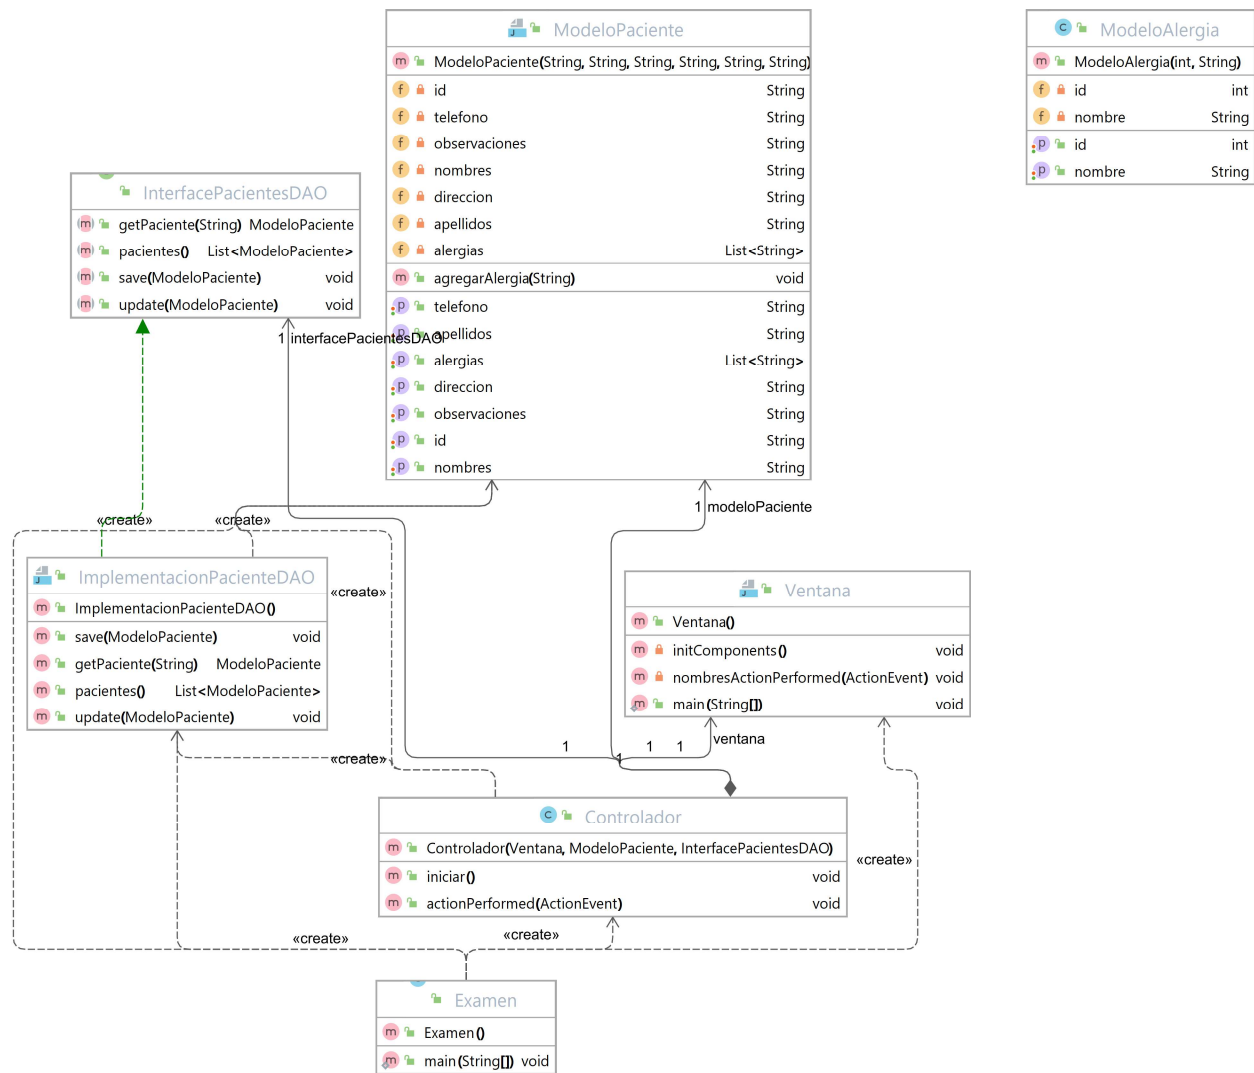 ModeloPaciente
ModeloPaciente(String, String, String, String, String, String)
id String
telefono String
observaciones String
nombres String
direccion String
apellidos String
alergias List<String>
agregarAlergia(String) void
telefono String
apellidos String
alergias List<String>
direccion String
observaciones String
id String
nombres String
ModeloAlergia
ModeloAlergia(int, String)
id int
nombre String
id int
nombre String
InterfacePacientesDAO
getPaciente(String) ModeloPaciente
pacientes() List<ModeloPaciente>
save(ModeloPaciente) void
update(ModeloPaciente) void
1 interfacePacientesDAO
1 modeloPaciente
«create»
«create»
ImplementacionPacienteDAO
ImplementacionPacienteDAO()
save(ModeloPaciente) void
getPaciente(String) ModeloPaciente
pacientes() List<ModeloPaciente>
update(ModeloPaciente) void
«create»
Ventana
Ventana()
initComponents() void
nombresActionPerformed(ActionEvent) void
main(String[]) void
«create»
1
1
1
1
ventana
Controlador
Controlador(Ventana, ModeloPaciente, InterfacePacientesDAO)
iniciar() void
actionPerformed(ActionEvent) void
«create»
«create»
«create»
Examen
Examen()
main(String[]) void